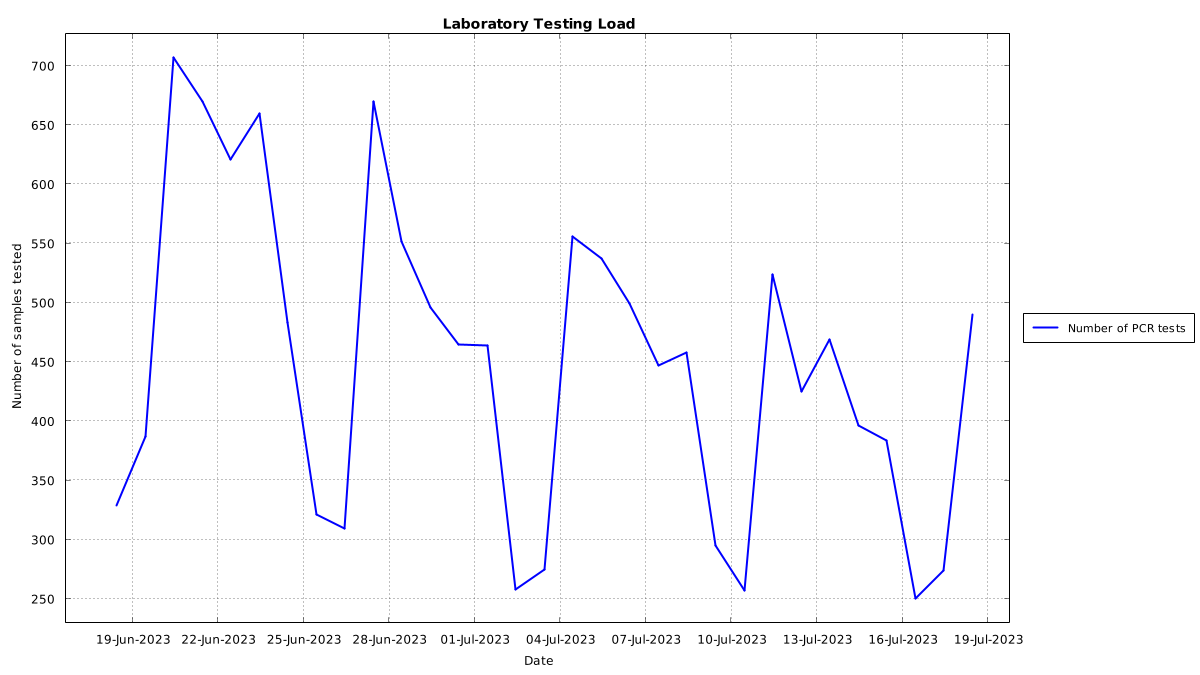 Laboratory Testing Load
700
650
600
550
500
450
400
350
300
250
Number of samples tested
19-Jun-2023 22-Jun-2023 25-Jun-2023 28-Jun-2023 01-Jul-2023 04-Jul-2023 07-Jul-2023 10-Jul-2023 13-Jul-2023 16-Jul-2023 19-Jul-2023
Date
Number of PCR tests